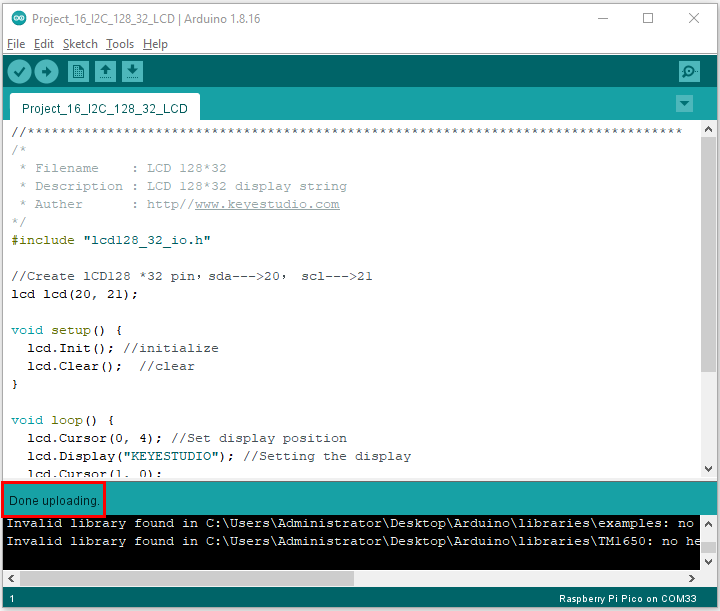 Project_16_I2C_128_32_LCD | Arduino 1.8.16
File Edit Sketch Tools Help
Project_16_I2C_128_32_LCD
//**********************************************************************************
/*
 * Filename    : LCD 128*32
 * Description : LCD 128*32 display string
 * Auther      : http//www.keyestudio.com
*/
#include "lcd128_32_io.h"
//Create lCD128 *32 pin，sda--->20， scl--->21
lcd lcd(20, 21);
void setup() {
  lcd.Init(); //initialize
  lcd.Clear();  //clear
}
void loop() {
  lcd.Cursor(0, 4); //Set display position
  lcd.Display("KEYESTUDIO"); //Setting the display
  lcd.Cursor(1, 0);
Done uploading.
Invalid library found in C:\Users\Administrator\Desktop\Arduino\libraries\examples: no
Invalid library found in C:\Users\Administrator\Desktop\Arduino\libraries\TM1650: no he
1 Raspberry Pi Pico on COM33